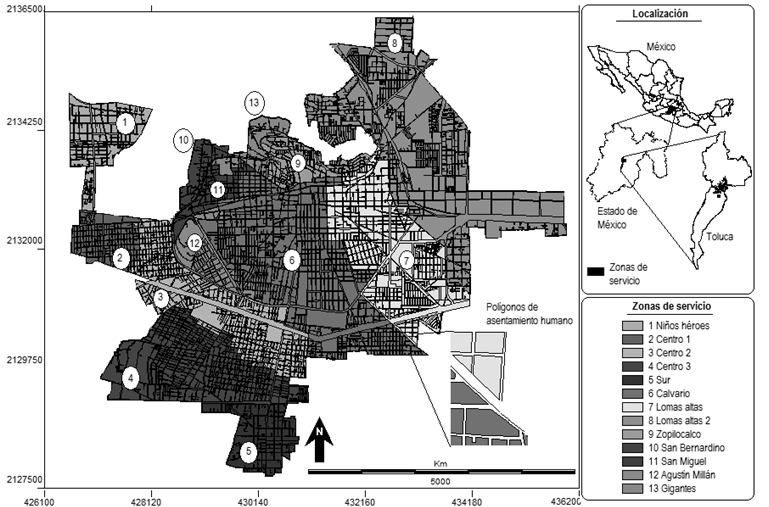 2136500
2134250
2132000
2129750
2127500
426100
428120
430140
432160
434180
436200
1
2
3
4
5
6
7
8
9
10
11
12
13
Polígonos de
asentamiento humano
N
Km
5000
Localización
México
Estado de
México
Toluca
Zonas de
servicio
Zonas de servicio
1 Niños héroes
2 Centro 1
3 Centro 2
4 Centro 3
5 Sur
6 Calvario
7 Lomas altas
8 Lomas altas 2
9 Zopilocalco
10 San Bernardino
11 San Miguel
12 Agustín Millán
13 Gigantes